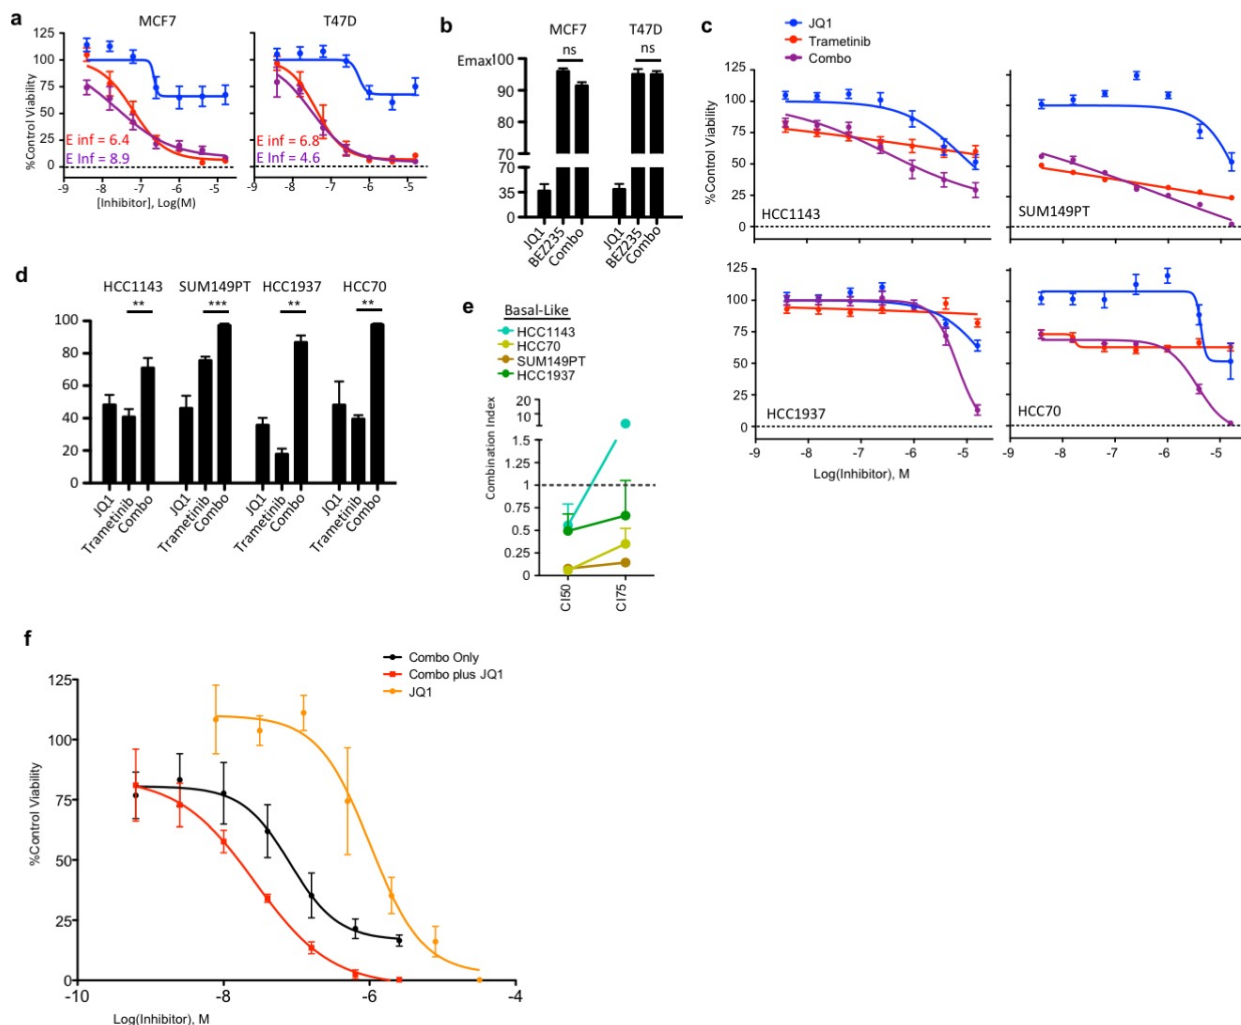 a
MCF7
T47D
125
100
75
50
25
0
%Control Viability
E inf = 6.4
E Inf = 8.9
E inf = 6.8
E Inf = 4.6
-9 -8 -7 -6 -5
-9 -8 -7 -6 -5
[Inhibitor], Log(M)
b
MCF7 T47D
ns ns
Emax
100
90
80
70
70
35
0
JQ1
BEZ235
Combo
JQ1
BEZ235
Combo
c
JQ1
Trametinib
Combo
125
100
75
50
25
0
%Control Viability
HCC1143
SUM149PT
125
100
75
50
25
0
HCC1937
HCC70
-9 -8 -7 -6 -5
-9 -8 -7 -6 -5
Log(Inhibitor), M
d
HCC1143 SUM149PT HCC1937 HCC70
** *** ** **
100
80
60
40
20
0
JQ1
Trametinib
Combo
JQ1
Trametinib
Combo
JQ1
Trametinib
Combo
JQ1
Trametinib
Combo
e
Basal-Like
HCC1143
HCC70
SUM149PT
HCC1937
20
10
0
1.5
1
0.75
0.5
0.25
0
Combination Index
CI50
CI75
f
Combo Only
Combo plus JQ1
JQ1
125
100
75
50
25
0
%Control Viability
-10 -8 -6 -4
Log(Inhibitor), M